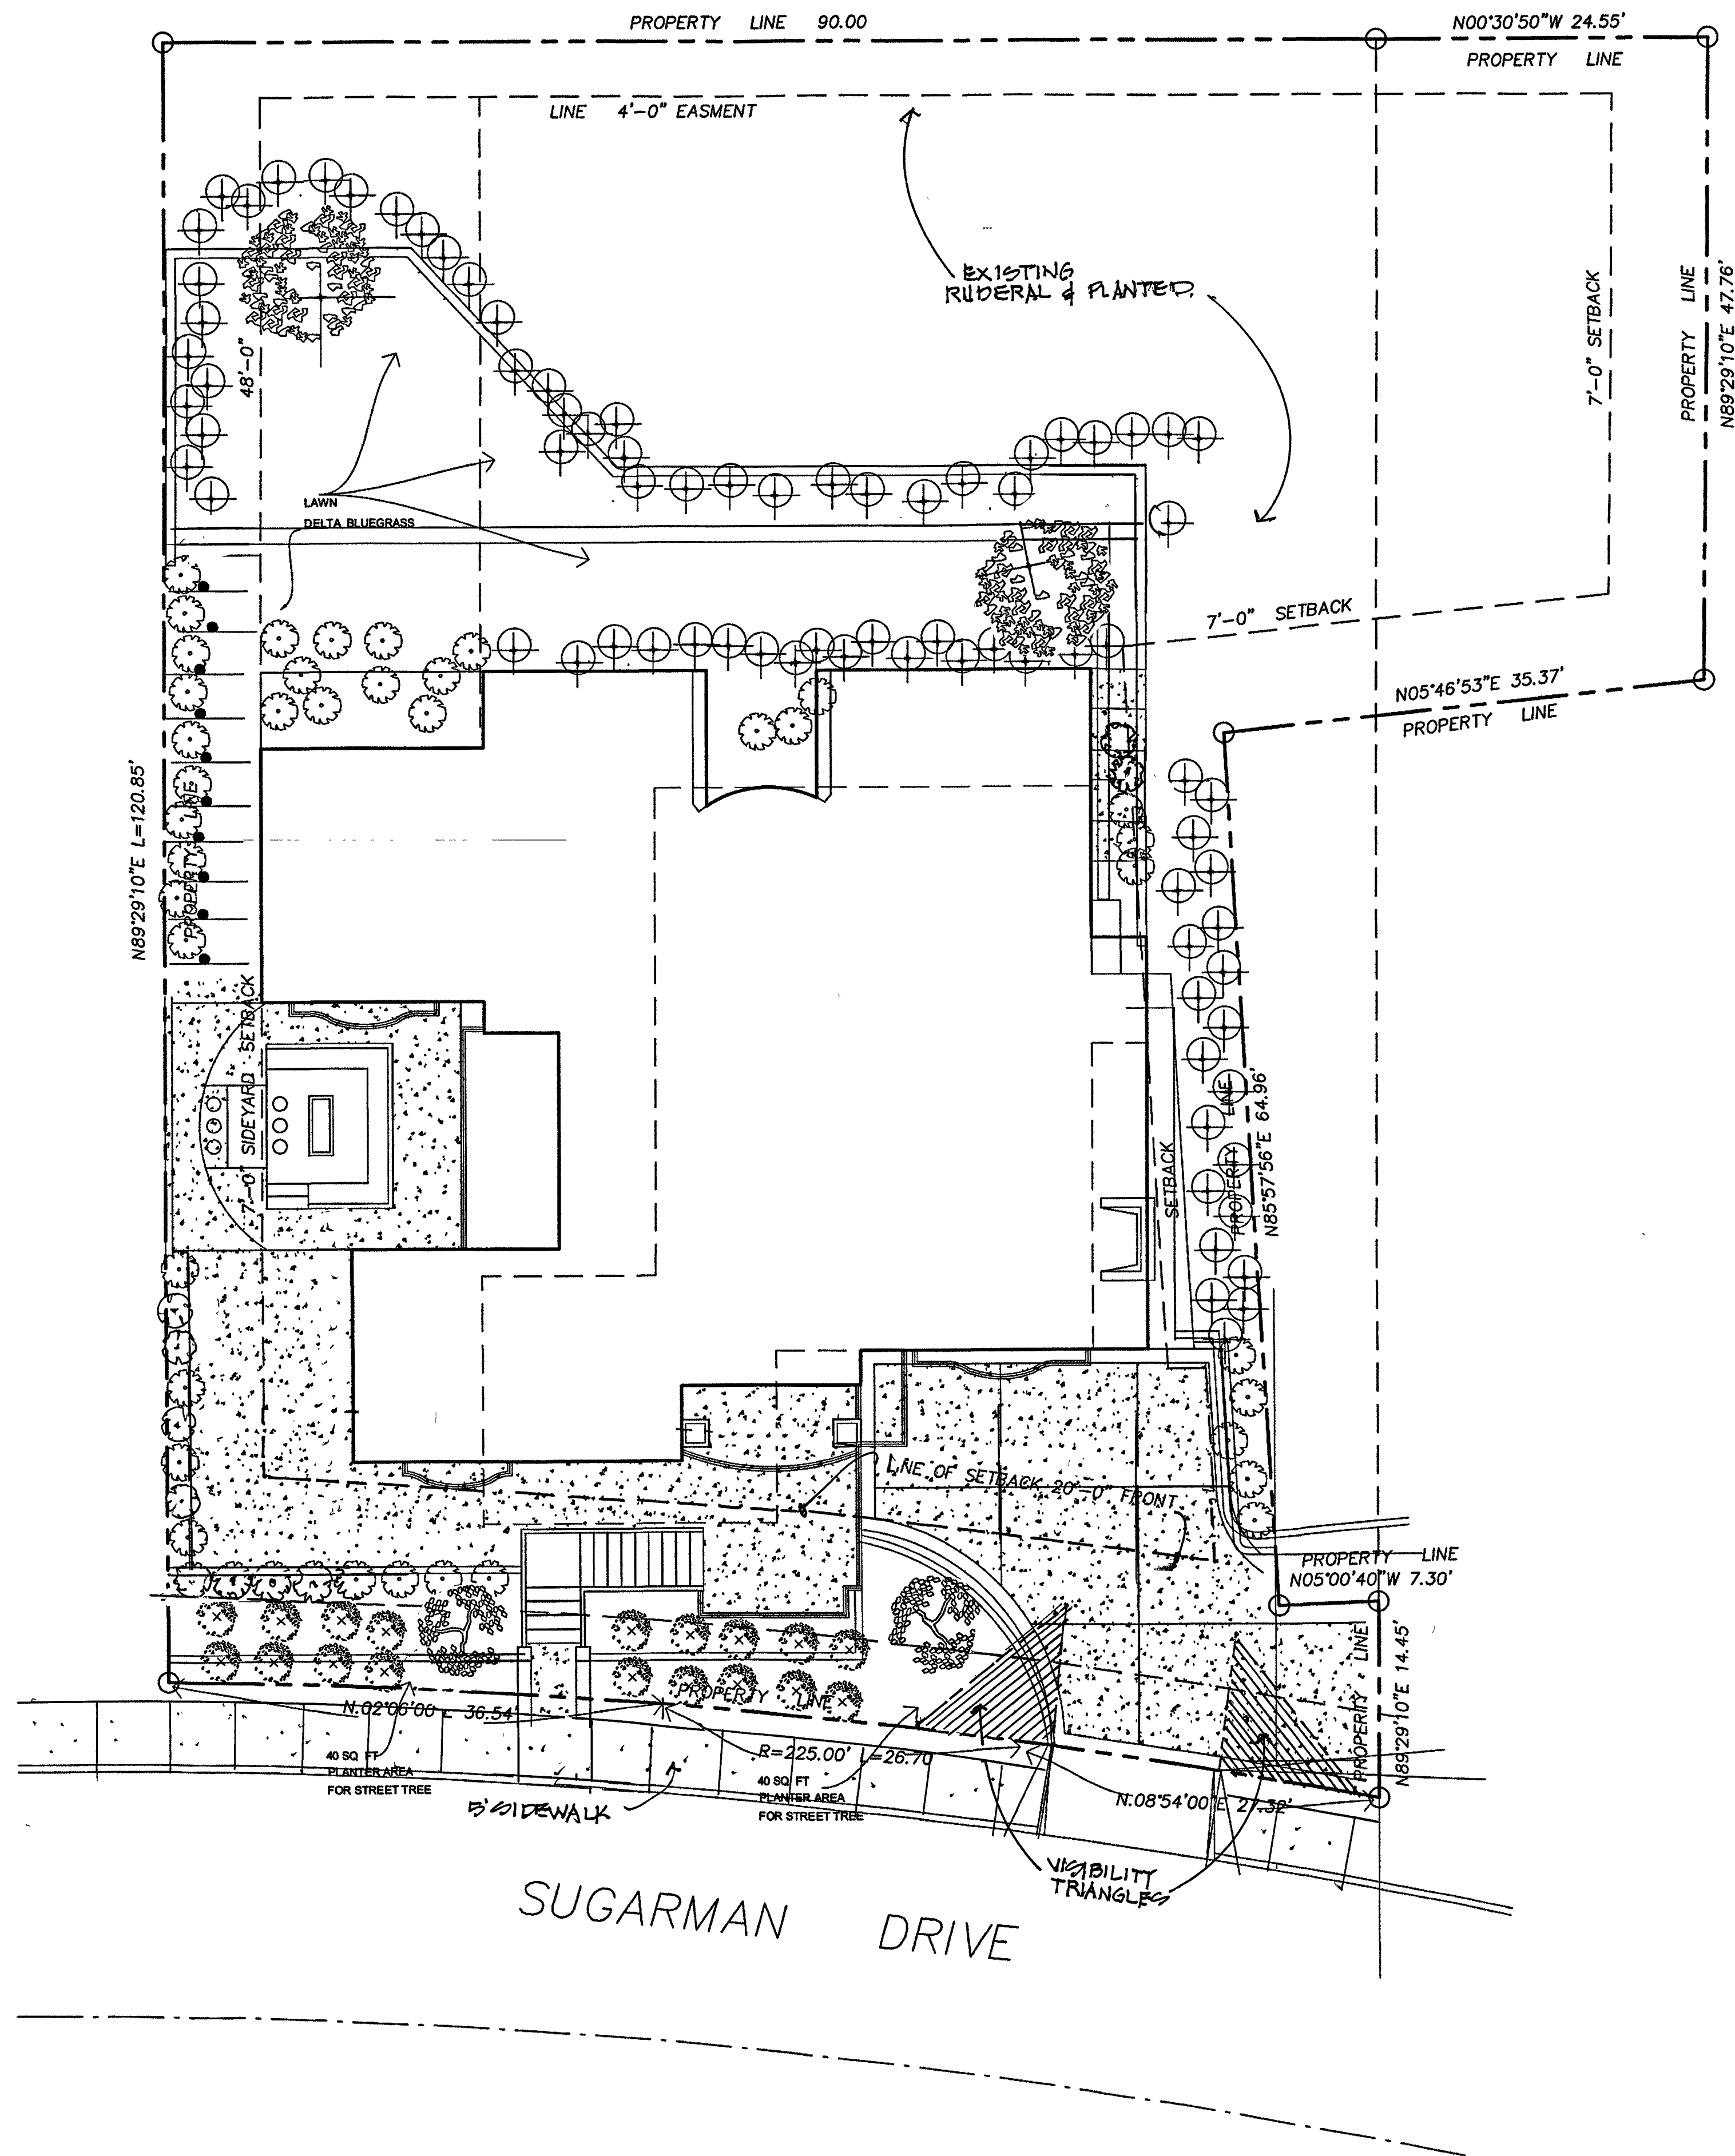 PROPERTY LINE 90.00
N00°30'50"W 24.55'
PROPERTY LINE
LINE 4'-0" EASMENT
EXISTING
RUDERAL & PLANTED.
7'-0" SETBACK
PROPERTY LINE
N89°29'10"E 47.76'
48'-0"
LAWN
DELTA BLUEGRASS
7'-0" SETBACK
N05°46'53"E 35.37'
PROPERTY LINE
N89°29'10"E L=120.85'
PROPERTY LINE
7'-0" SIDEYARD SETBACK
SETBACK
PROPERTY LINE
N85°57'56"E 64.96'
LINE OF SETBACK 20'-0" FRONT
PROPERTY LINE
N05°00'40"W 7.30'
PROPERTY LINE
N89°29'10"E 14.45'
PROPERTY LINE
N.02°06'00" 36.54'
R=225.00' L=26.70
40 SQ FT
PLANTER AREA
FOR STREET TREE
40 SQ FT
PLANTER AREA
FOR STREET TREE
5' SIDEWALK
N.08°54'00"E 27.32'
VISIBILITY
TRIANGLES
SUGARMAN DRIVE